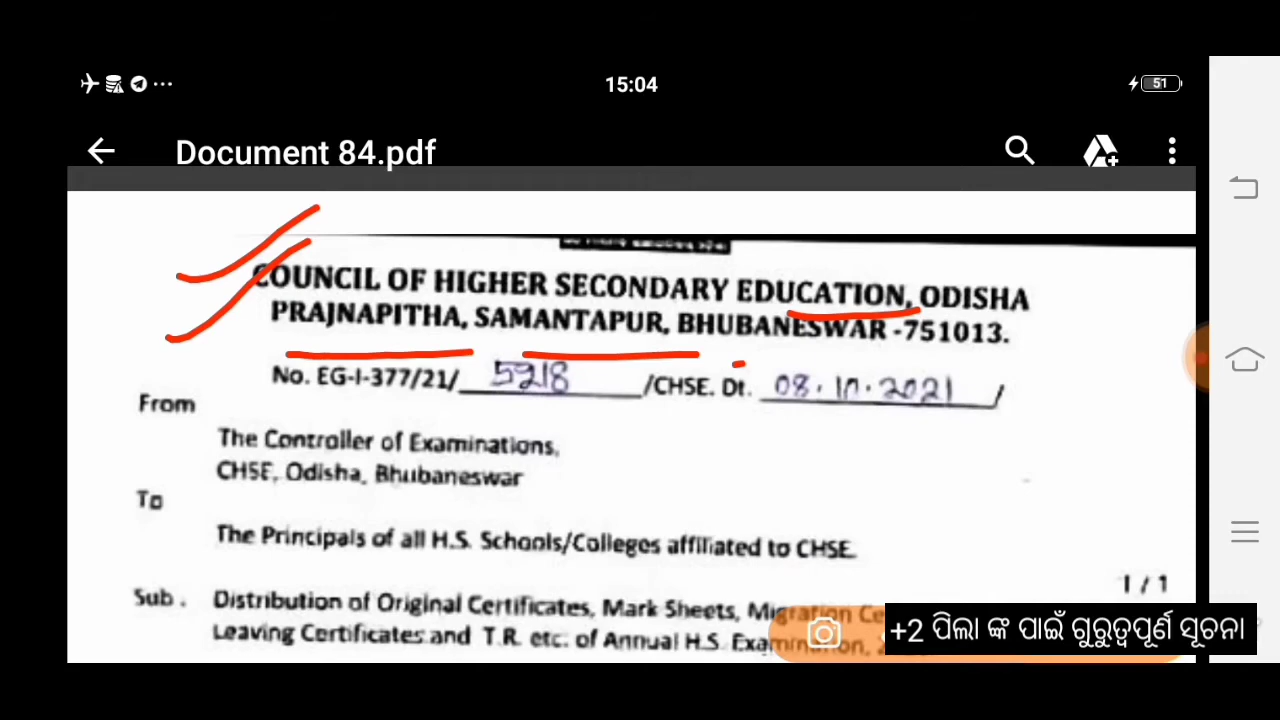 15:04
51
Document 84.pdf
COUNCIL OF HIGHER SECONDARY EDUCATION, ODISHA
PRAJNAPITHA, SAMANTAPUR, BHUBANESWAR -751013.
No. EG-I-377/21/ 5218 /CHSE. Dt. 08.10.2021/
From
The Controller of Examinations,
CHSE, Odisha, Bhubaneswar
To
The Principals of all H.S. Schools/Colleges affiliated to CHSE.
1 / 1
Sub . Distribution of Original Certificates, Mark Sheets, Migration
Leaving Certificates and T.R. etc. of Annual H.S. Examination,
+2 ପିଲା ଙ୍କ ପାଇଁ ଗୁରୁତ୍ୱପୂର୍ଣ ସୂଚନା